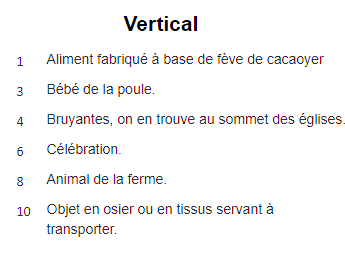 Vertical
1 Aliment fabriqué à base de fève de cacaoyer
3 Bébé de la poule.
4 Bruyantes, on en trouve au sommet des églises.
6 Célébration.
8 Animal de la ferme.
10 Objet en osier ou en tissus servant à
transporter.